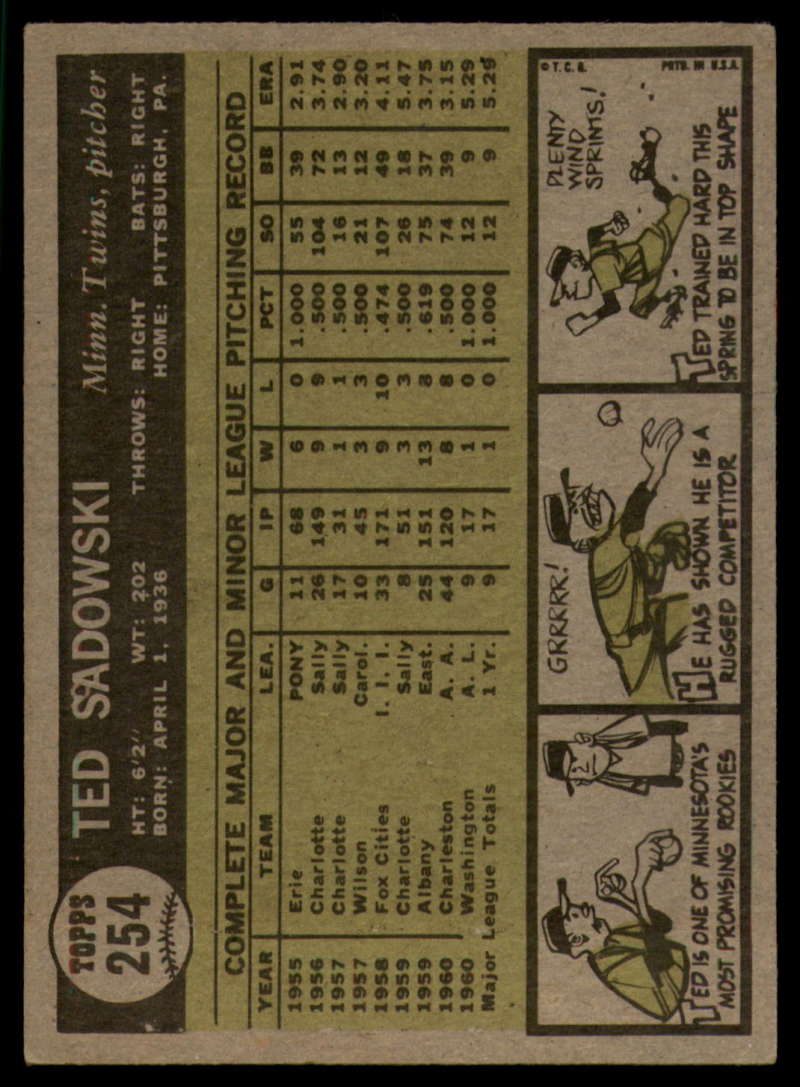 TOPPS
254
TED SADOWSKI Minn. Twins, pitcher
HT: 6'2" WT: 202 THROWS: RIGHT BATS: RIGHT
BORN: APRIL 1, 1936 HOME: PITTSBURGH, PA.
COMPLETE MAJOR AND MINOR LEAGUE PITCHING RECORD
YEAR TEAM LEA. G IP W L PCT SO BB ERA
1955 Erie PONY 11 68 6 0 1.000 55 39 2.91
1956 Charlotte Sally 26 149 9 9 .500 104 72 3.74
1957 Charlotte Sally 17 31 1 1 .500 16 13 2.90
1957 Wilson Carol. 10 45 3 3 .500 21 12 3.20
1958 Fox Cities I. I. I. 33 171 9 10 .474 107 49 4.11
1959 Charlotte Sally 8 51 3 3 .500 26 18 5.47
1959 Albany East. 25 151 13 8 .619 75 37 3.75
1960 Charleston A. A. 44 120 8 8 .500 74 39 3.15
1960 Washington A. L. 9 17 1 0 1.000 12 9 5.29
Major League Totals 1 Yr. 9 17 1 0 1.000 12 9 5.29
TED IS ONE OF MINNESOTA'S
MOST PROMISING ROOKIES
GRRRRR!
HE HAS SHOWN HE IS A
RUGGED COMPETITOR
© T. C. G. PRTD. IN U.S.A.
PLENTY
WIND
SPRINTS!
TED TRAINED HARD THIS
SPRING TO BE IN TOP SHAPE